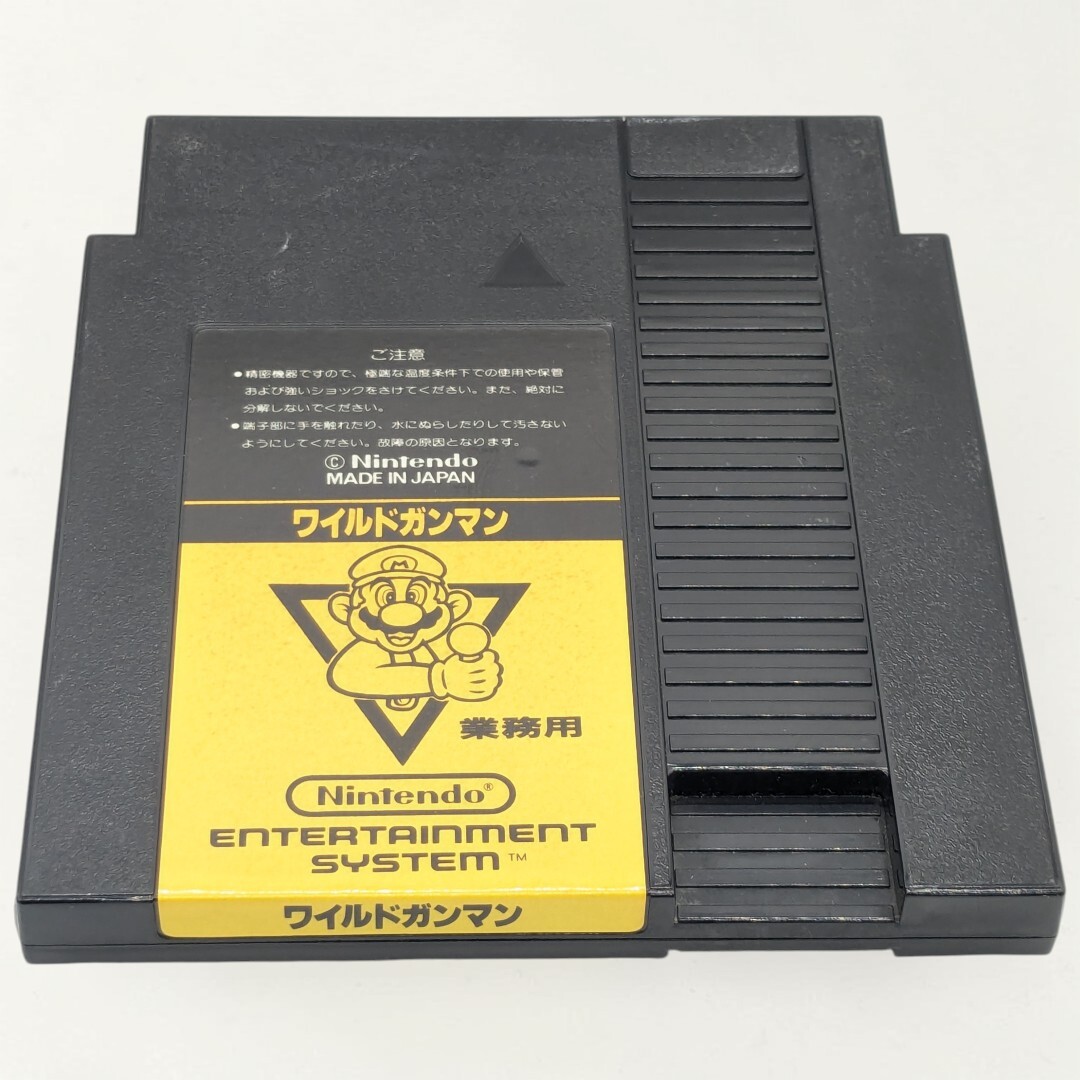 ご注意
●精密機器ですので、極端な温度条件下での使用や保管
および強いショックをさけてください。また、絶対に
分解しないでください。
●端子部に手を触れたり、水にぬらしたりして汚さない
ようにしてください。故障の原因となります。
© Nintendo
MADE IN JAPAN
ワイルドガンマン
M
業務用
Nintendo®
ENTERTAINMENT
SYSTEM™
ワイルドガンマン